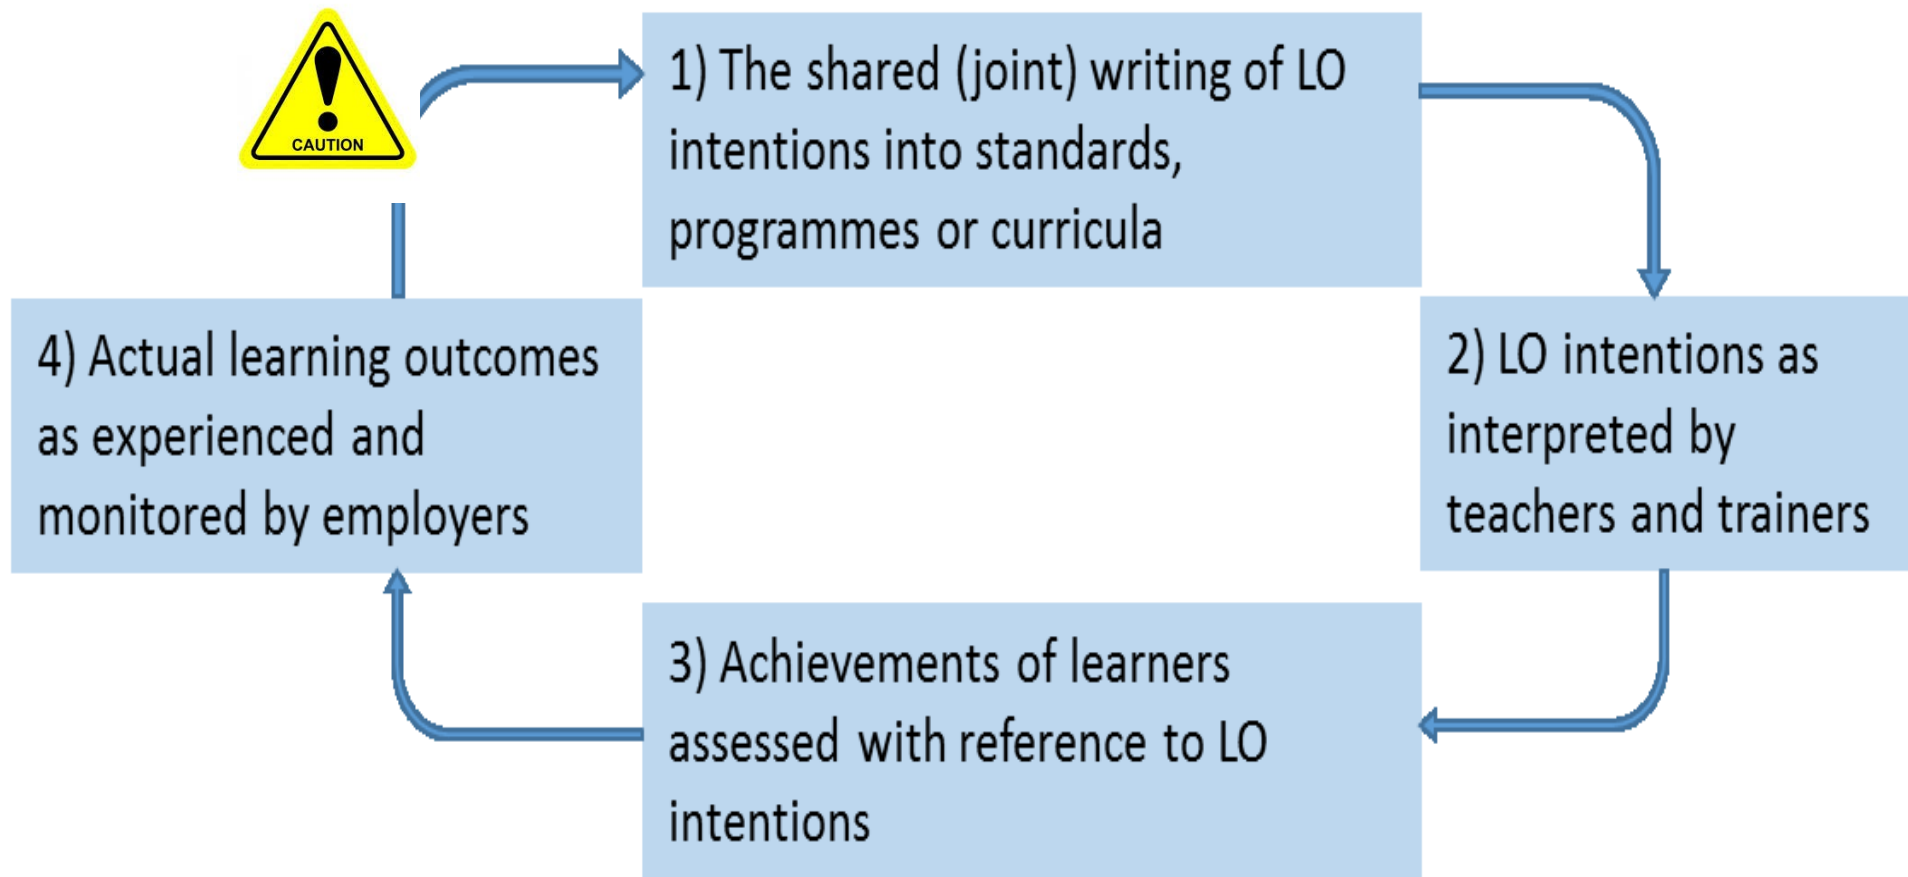 CAUTION
1) The shared (joint) writing of LO
intentions into standards,
programmes or curricula
2) LO intentions as
interpreted by
teachers and trainers
3) Achievements of learners
assessed with reference to LO
intentions
4) Actual learning outcomes
as experienced and
monitored by employers